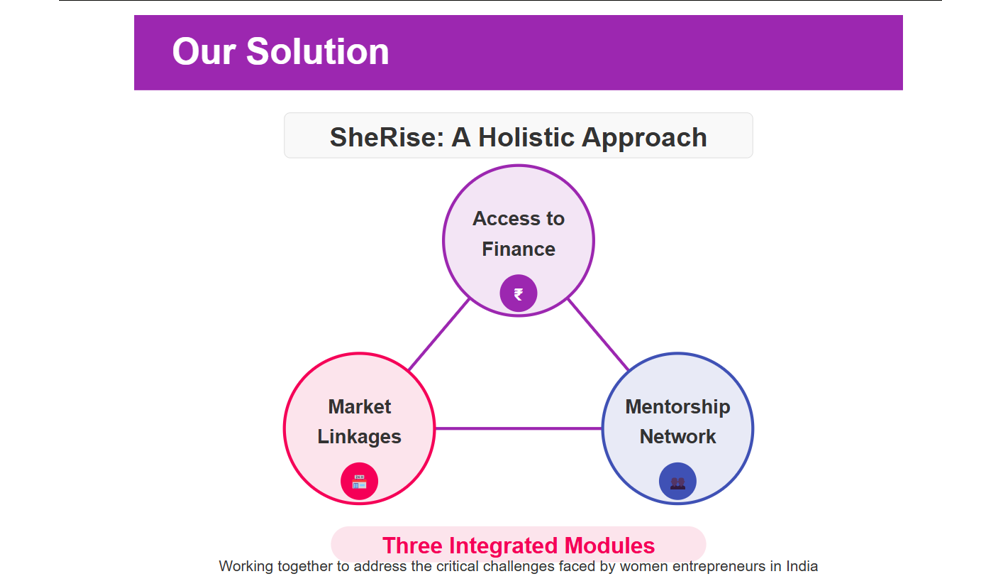 Our Solution
SheRise: A Holistic Approach
Access to
Finance
₹
Market
Linkages
Mentorship
Network
Three Integrated Modules
Working together to address the critical challenges faced by women entrepreneurs in India